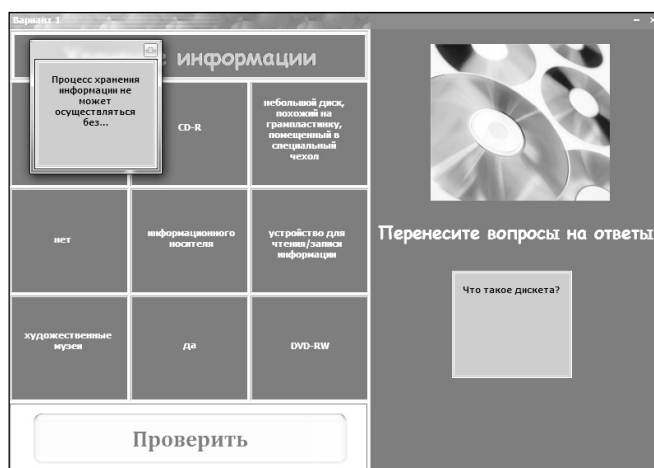 Вариант 1
информации
Процесс хранения
информации не
может
осуществляться
без...
CD-R
небольшой диск,
похожий на
грампластинку,
помещенный в
специальный
чехол
нет
информационного
носителя
устройство для
чтения/записи
информации
художественные
музеи
да
DVD-RW
Проверить
Перенесите вопросы на ответы
Что такое дискета?